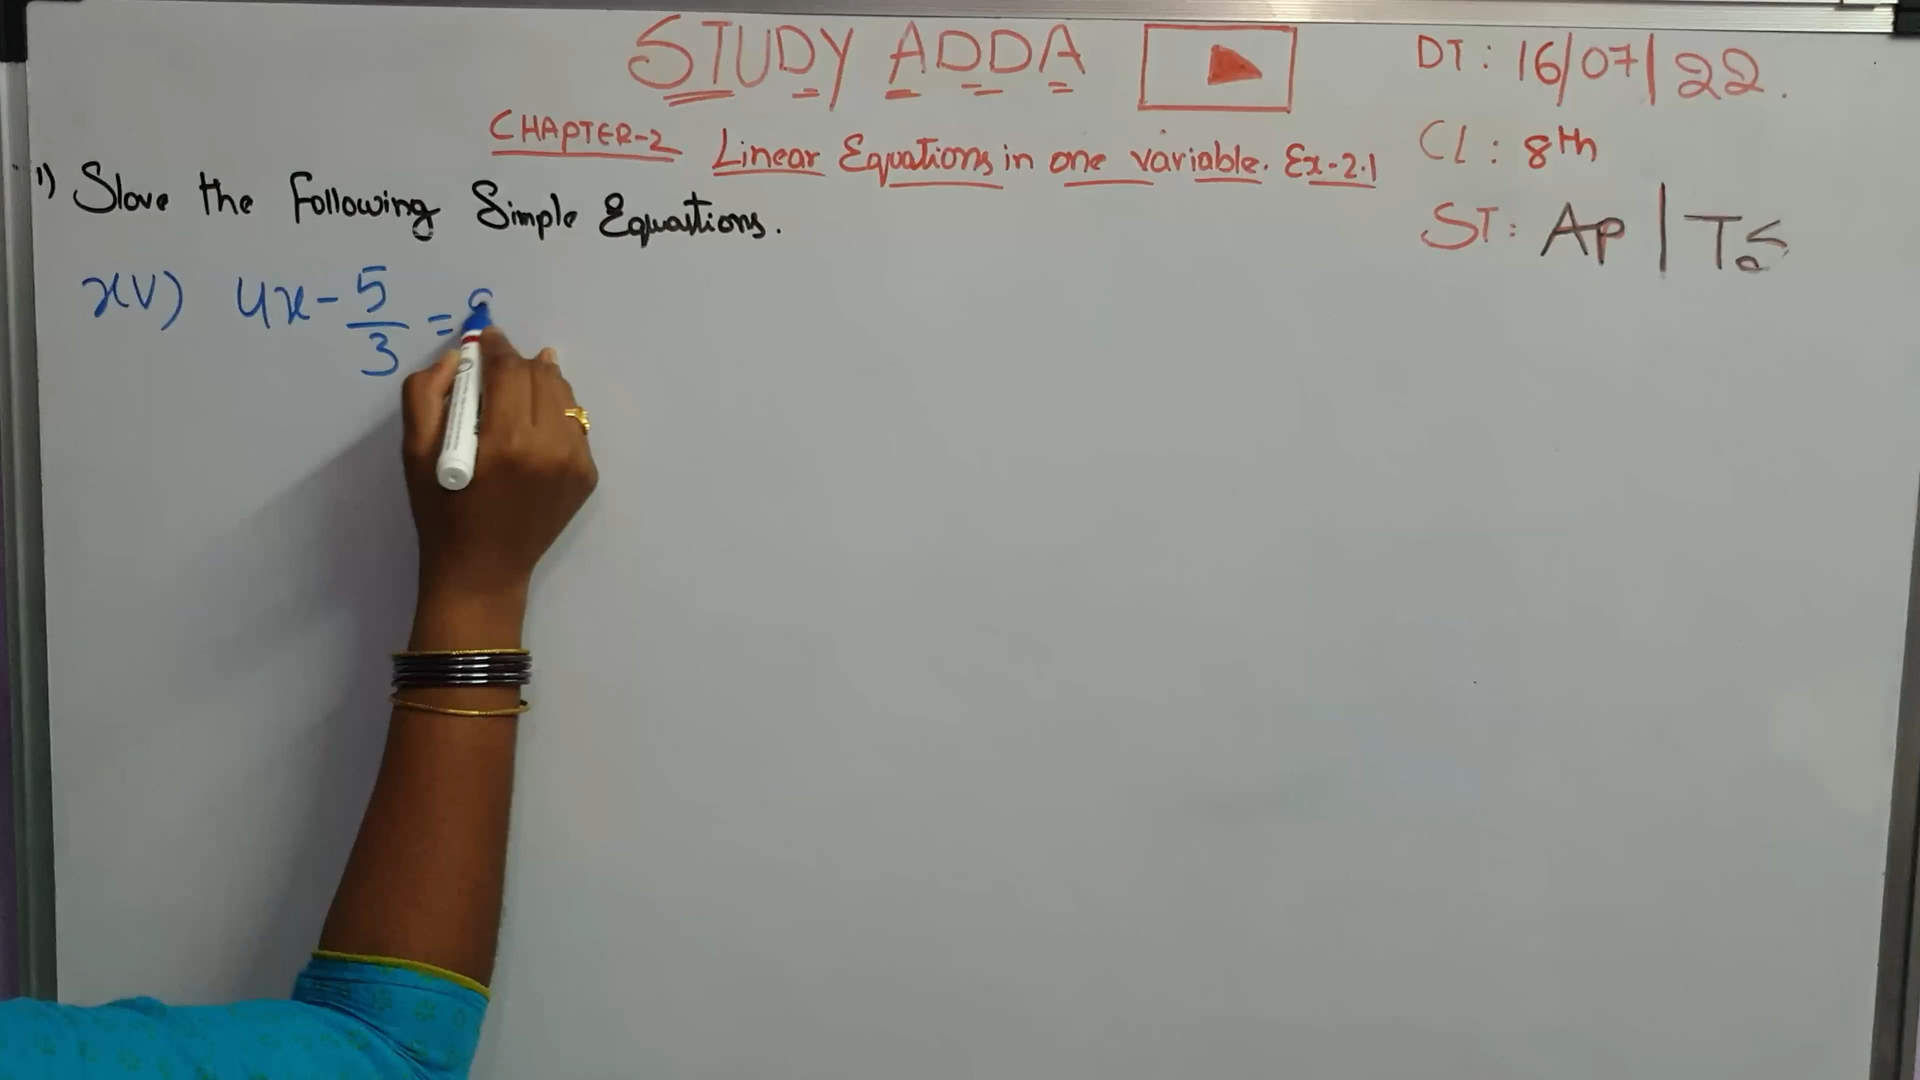 STUDY ADDA
DT: 16/07/22.
CHAPTER-2 Linear Equations in one variable. Ex-2.1
CL: 8th
1) Slove the Following Simple Equations.
ST: AP | TS
x(V) 4x - 5/3 =